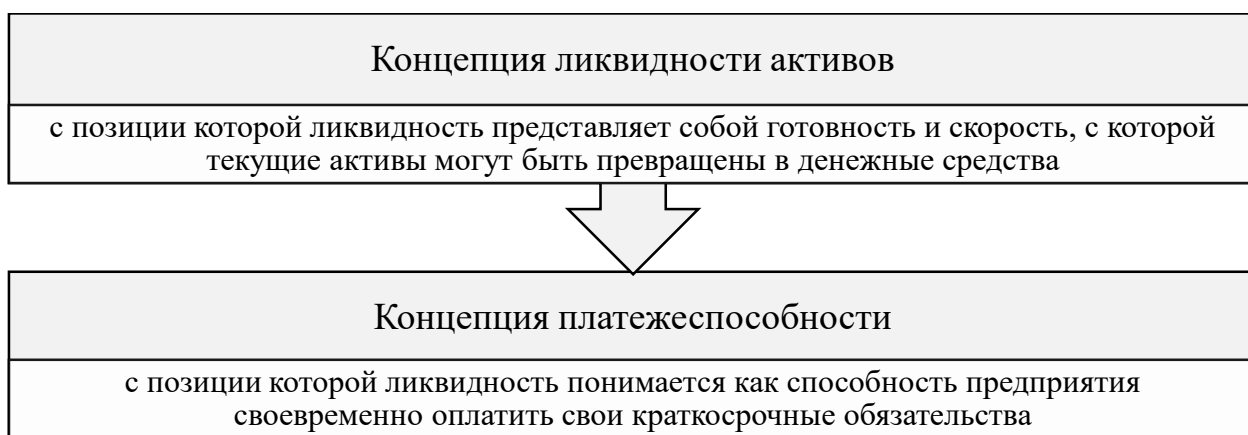 Концепция ликвидности активов
с позиции которой ликвидность представляет собой готовность и скорость, с которой
текущие активы могут быть превращены в денежные средства
Концепция платежеспособности
с позиции которой ликвидность понимается как способность предприятия
своевременно оплатить свои краткосрочные обязательства